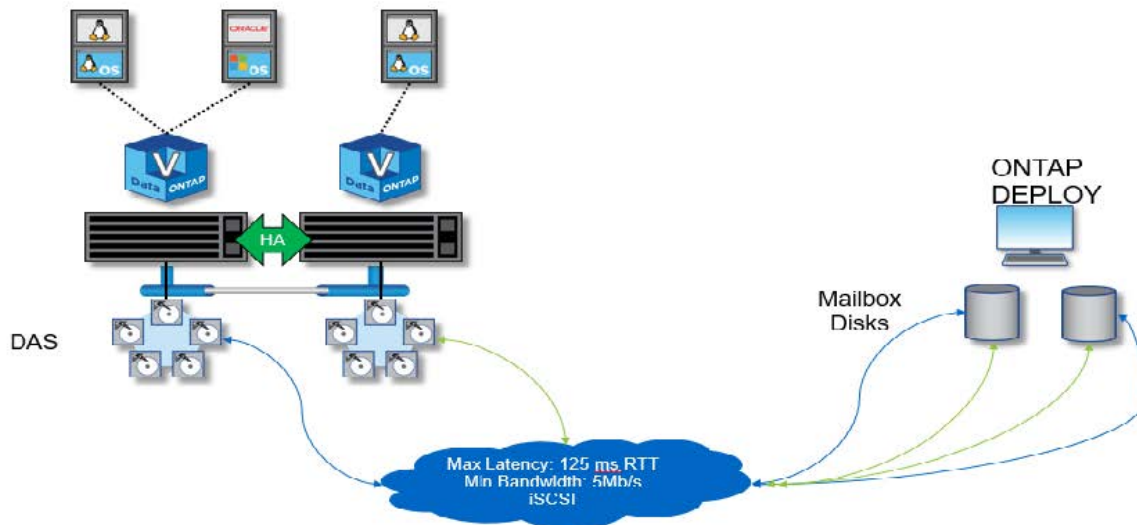 ORACLE
OS
OS
OS
V
Data ONTAP
V
Data ONTAP
HA
DAS
ONTAP
DEPLOY
Mailbox
Disks
Max Latency: 125 ms RTT
Min Bandwidth: 5Mb/s
iSCSI